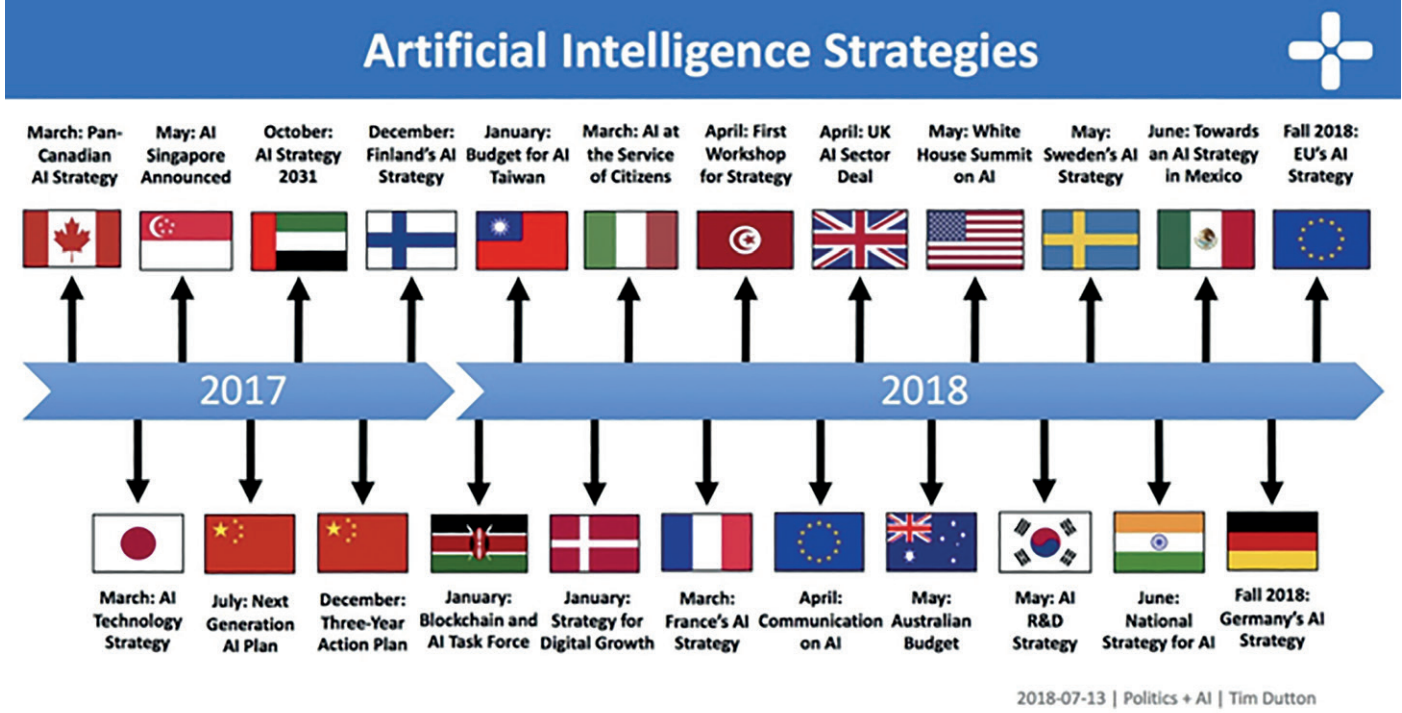 Artificial Intelligence Strategies
March: Pan-
Canadian
AI Strategy
May: AI
Singapore
Announced
October:
AI Strategy
2031
December:
Finland's AI
Strategy
January:
Budget for AI
Taiwan
March: AI at
the Service
of Citizens
April: First
Workshop
for Strategy
April: UK
AI Sector
Deal
May: White
House Summit
on AI
May:
Sweden's AI
Strategy
June: Towards
an AI Strategy
in Mexico
Fall 2018:
EU's AI
Strategy
2017
2018
March: AI
Technology
Strategy
July: Next
Generation
AI Plan
December:
Three-Year
Action Plan
January:
Blockchain and
AI Task Force
January:
Strategy for
Digital Growth
March:
France's AI
Strategy
April:
Communication
on AI
May:
Australian
Budget
May: AI
R&D
Strategy
June:
National
Strategy for AI
Fall 2018:
Germany's AI
Strategy
2018-07-13 | Politics + AI | Tim Dutton